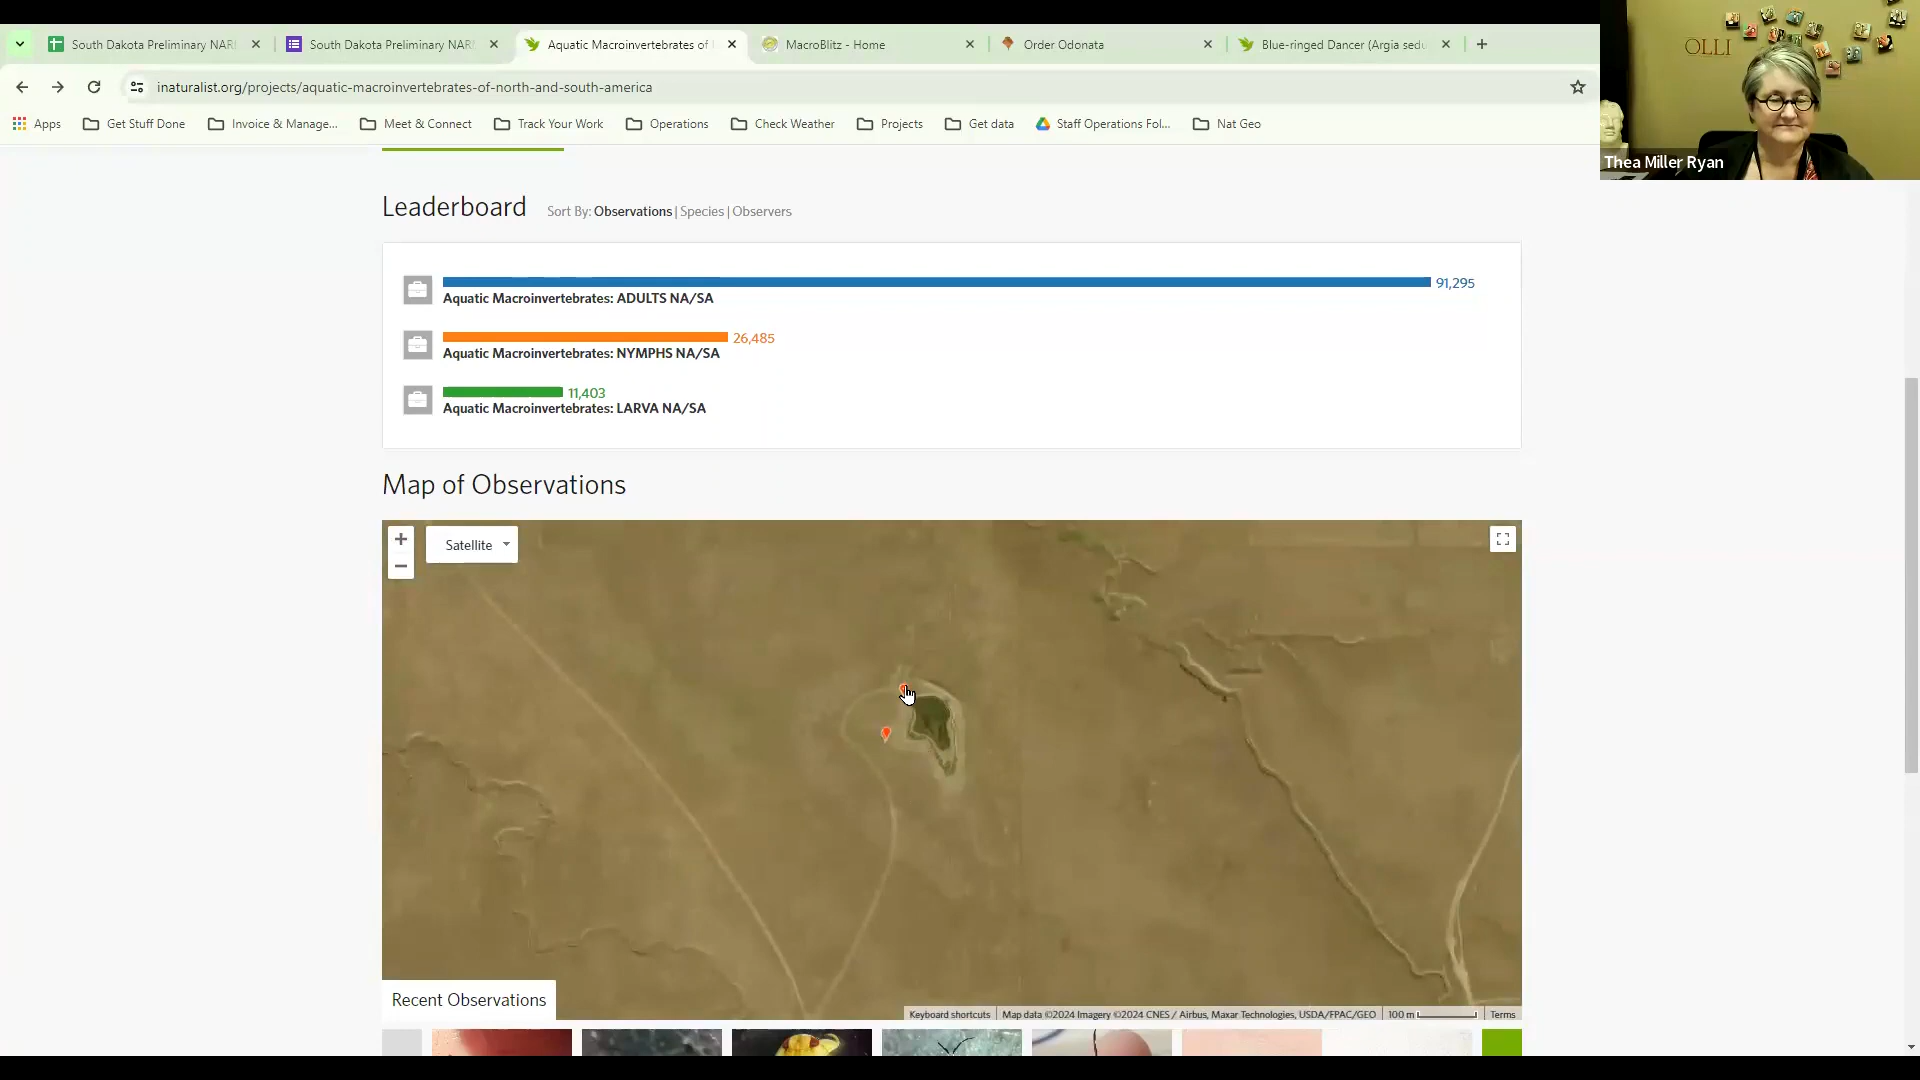 South Dakota Preliminary NARI
South Dakota Preliminary NARI
Aquatic Macroinvertebrates of
MacroBlitz - Home
Order Odonata
Blue-ringed Dancer (Argia sedu
inaturalist.org/projects/aquatic-macroinvertebrates-of-north-and-south-america
Apps
Get Stuff Done
Invoice & Manage...
Meet & Connect
Track Your Work
Operations
Check Weather
Projects
Get data
Staff Operations Fol...
Nat Geo
OLLI
Thea Miller Ryan
Leaderboard
Sort By: Observations | Species | Observers
91,295
Aquatic Macroinvertebrates: ADULTS NA/SA
26,485
Aquatic Macroinvertebrates: NYMPHS NA/SA
11,403
Aquatic Macroinvertebrates: LARVA NA/SA
Map of Observations
Satellite
Recent Observations
Keyboard shortcuts
Map data ©2024 Imagery ©2024 CNES / Airbus, Maxar Technologies, USDA/FPAC/GEO
100 m
Terms